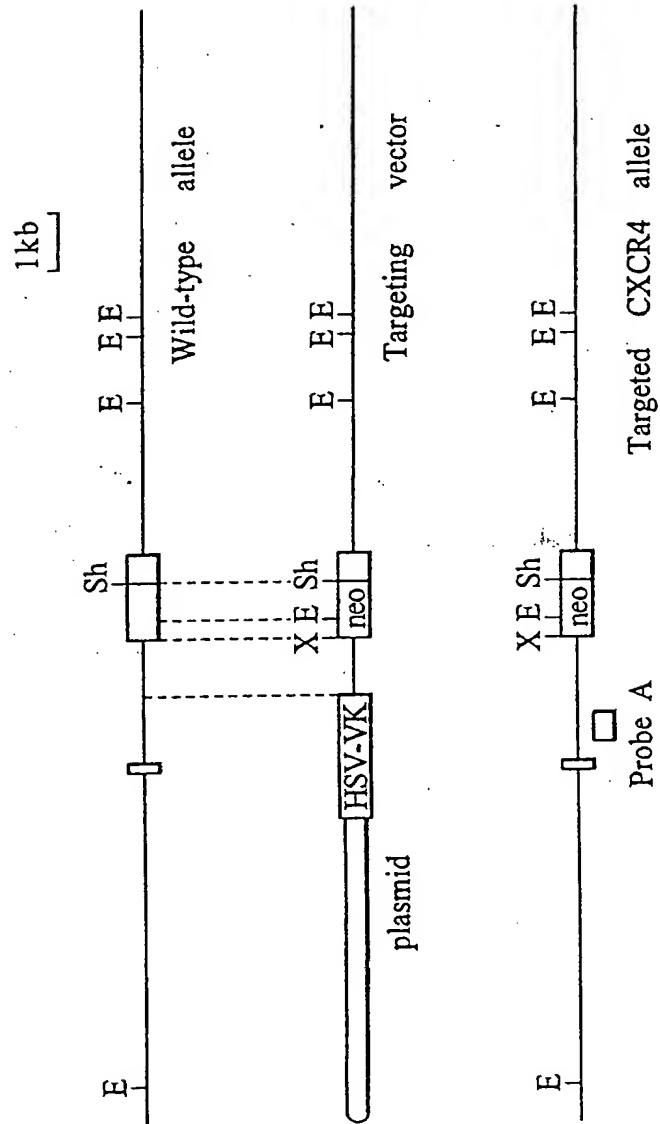 1kb
E Sh E E E
Wild-type allele
X E Sh E E E
HSV-VK neo
plasmid
Targeting vector
E X E Sh E E E
neo
Probe A
Targeted CXCR4 allele